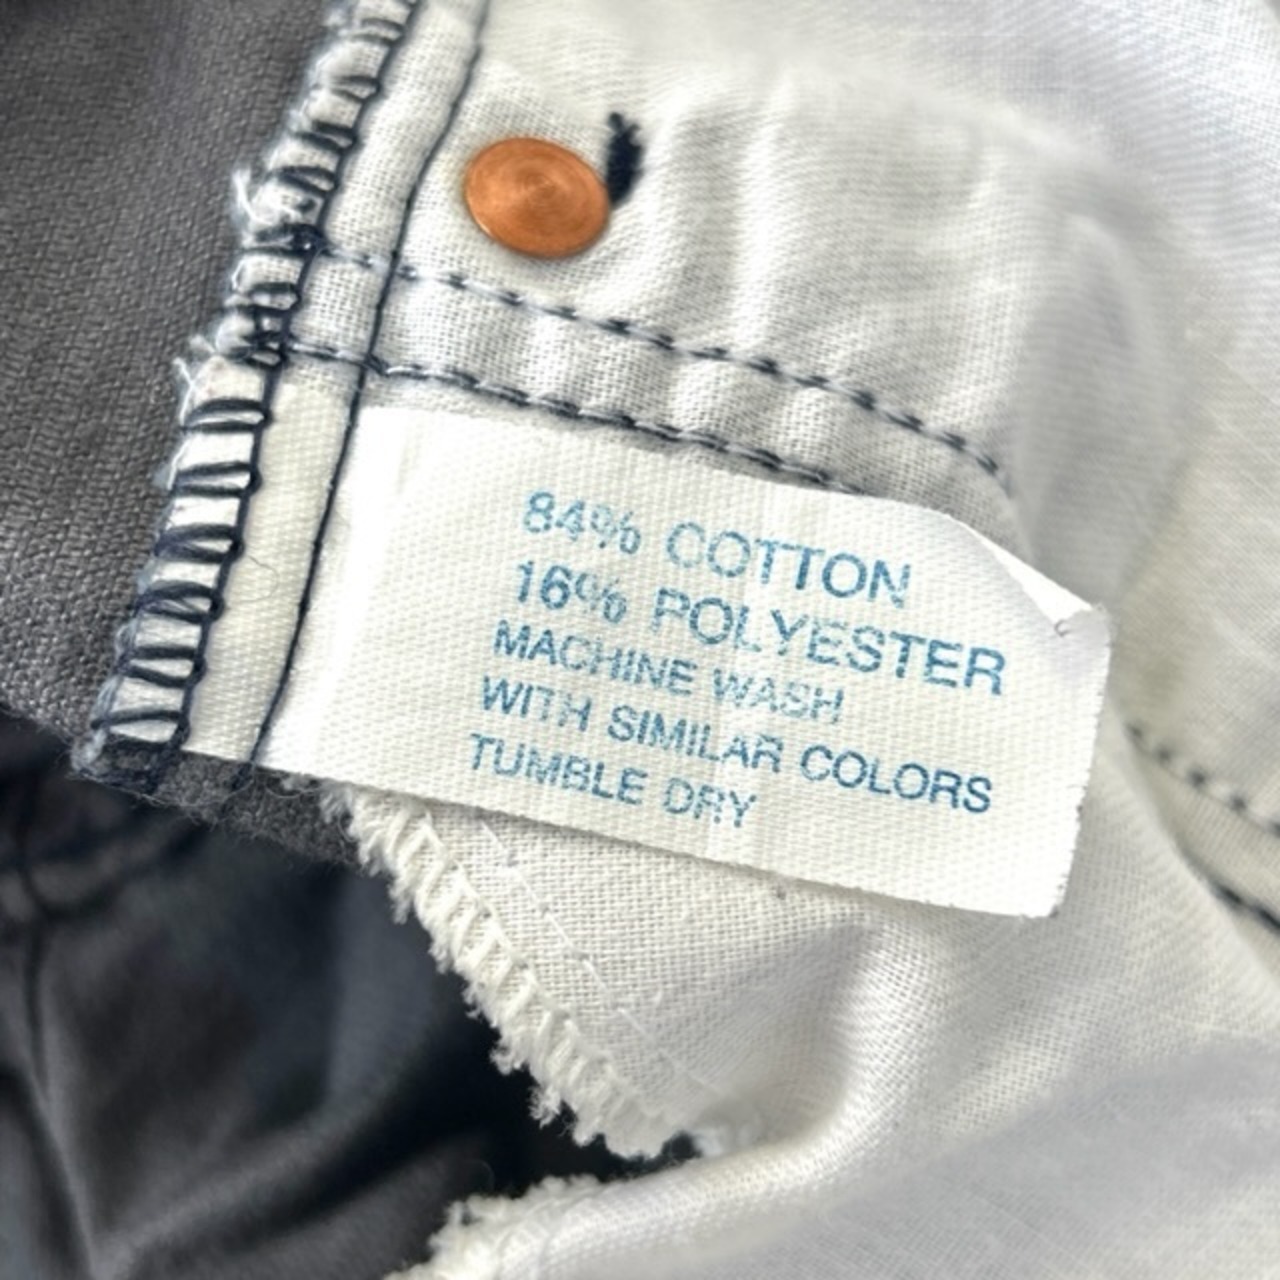 84% COTTON
16% POLYESTER
MACHINE WASH
WITH SIMILAR COLORS
TUMBLE DRY